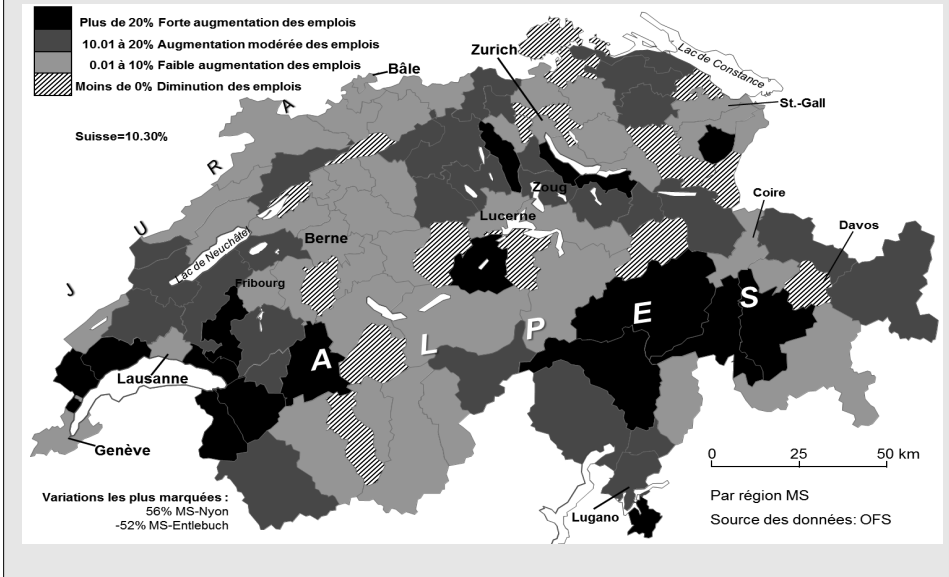 Plus de 20% Forte augmentation des emplois
10.01 à 20% Augmentation modérée des emplois
0.01 à 10% Faible augmentation des emplois
Moins de 0% Diminution des emplois
Suisse=10.30%
Zurich
Lac de Constance
Bâle
St.-Gall
J U R A
Zoug
Coire
Lucerne
Davos
Berne
Lac de Neuchâtel
Fribourg
A L P E S
Lausanne
Genève
0 25 50 km
Variations les plus marquées :
56% MS-Nyon
-52% MS-Entlebuch
Par région MS
Lugano
Source des données: OFS